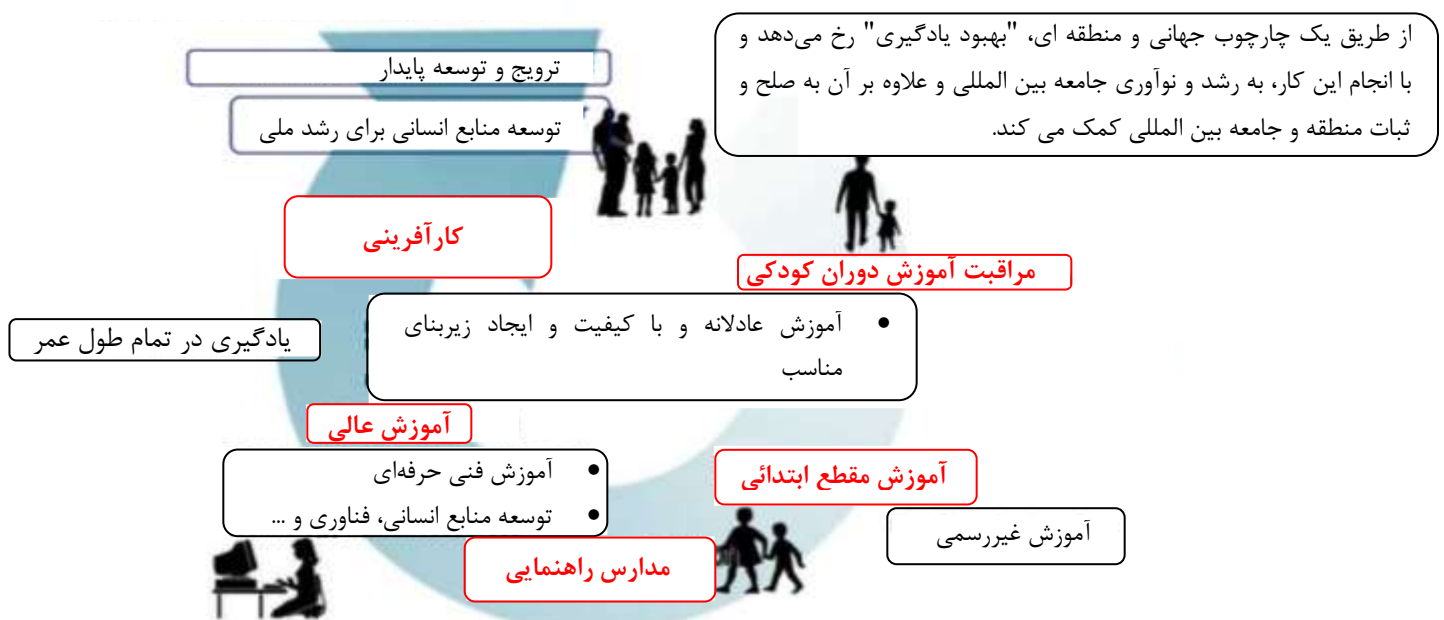 از طریق یک چارچوب جهانی و منطقه ای، "بهبود یادگیری" رخ می‌دهد و
با انجام این کار، به رشد و نوآوری جامعه بین المللی و علاوه بر آن به صلح و
ثبات منطقه و جامعه بین المللی کمک می کند.
ترویج و توسعه پایدار
توسعه منابع انسانی برای رشد ملی
کارآفرینی
مراقبت آموزش دوران کودکی
• آموزش عادلانه و با کیفیت و ایجاد زیربنای
مناسب
یادگیری در تمام طول عمر
آموزش عالی
• آموزش فنی حرفه‌ای
• توسعه منابع انسانی، فناوری و ...
آموزش مقطع ابتدائی
آموزش غیررسمی
مدارس راهنمایی